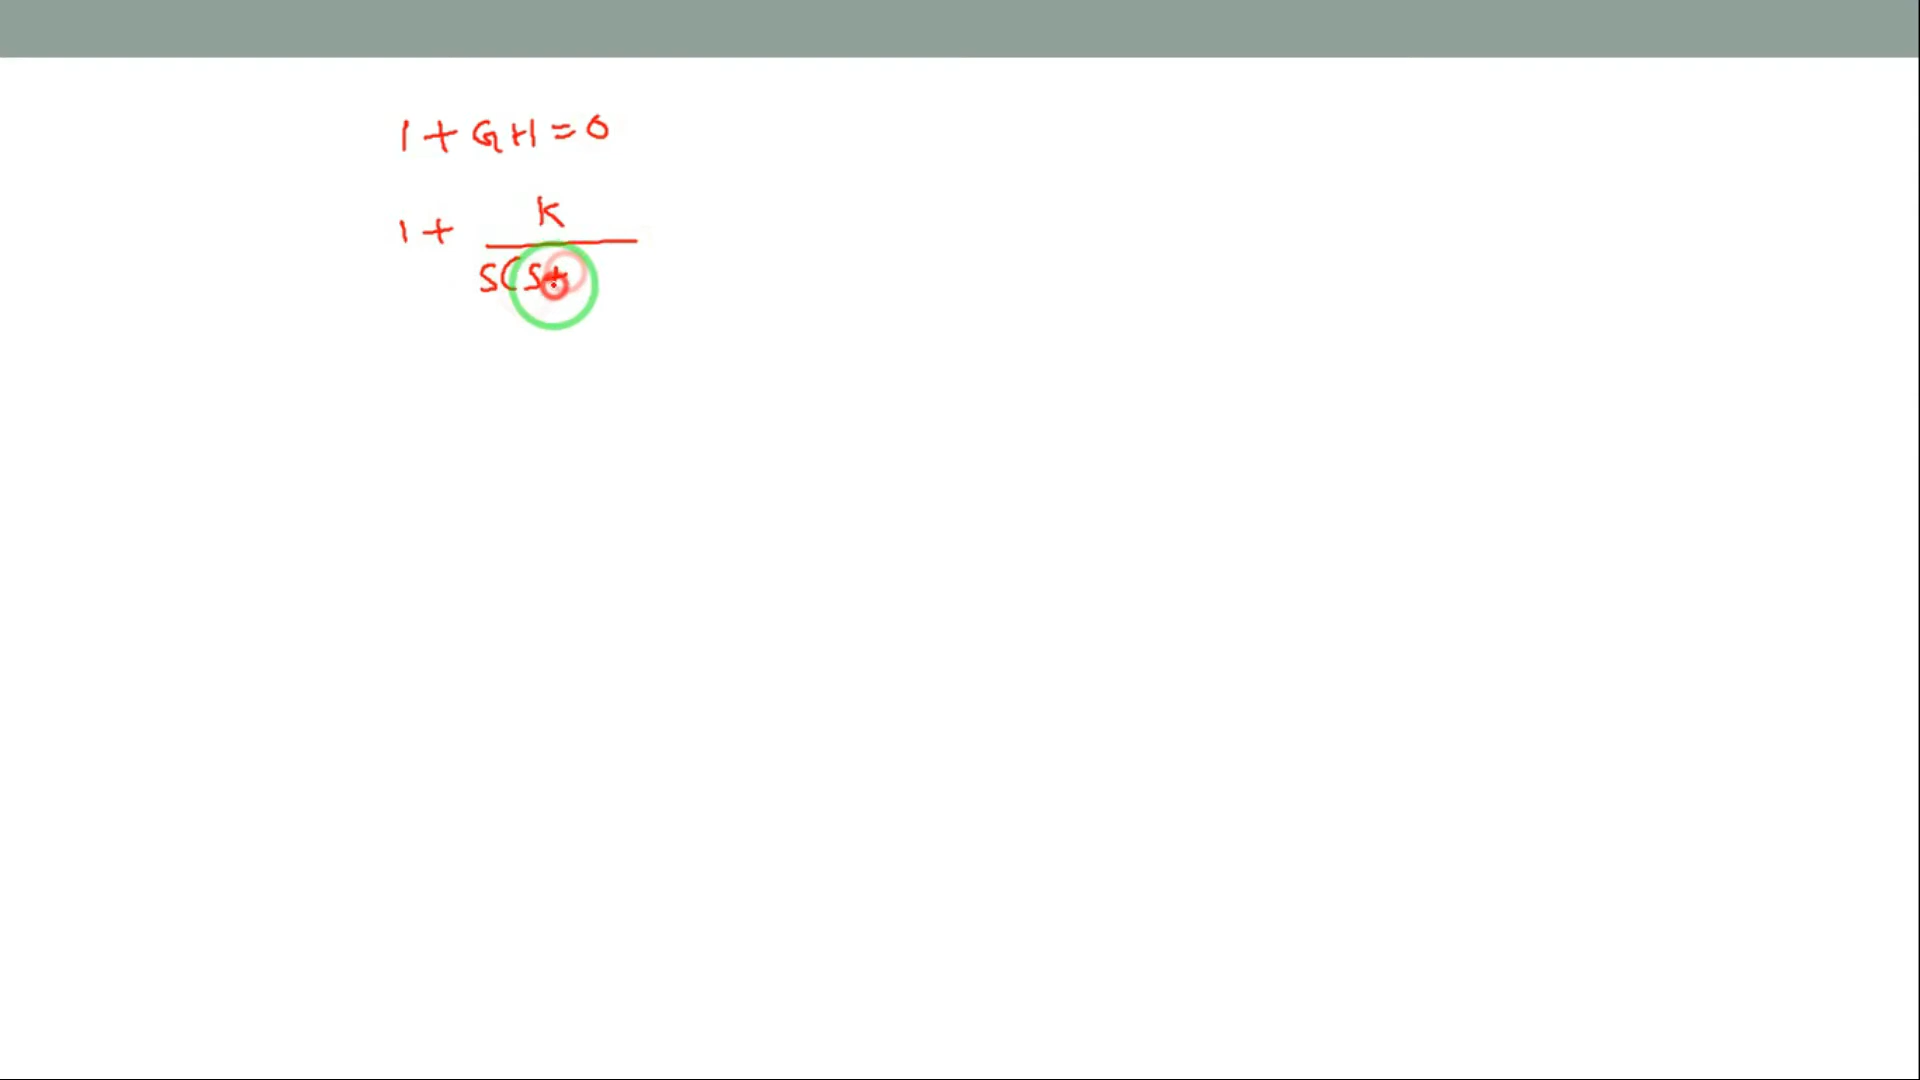 1 + GH = 0
1 + K
S(S+